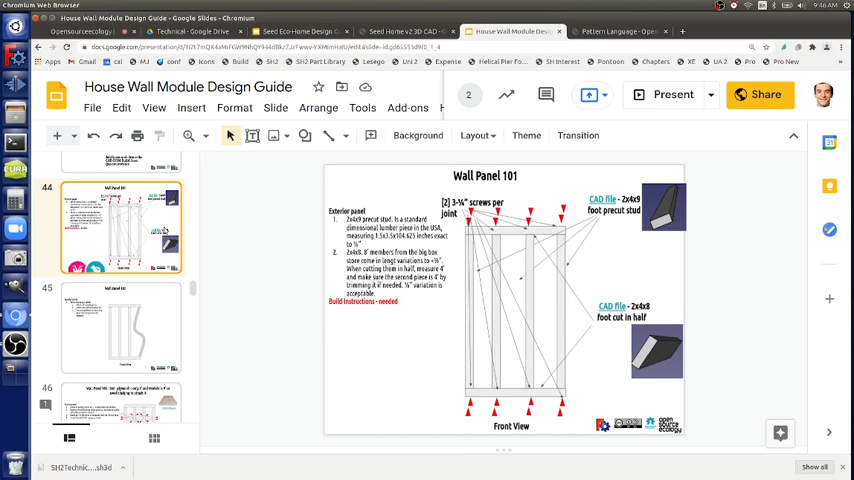 Chromium Web Browser
9:46 AM
House Wall Module Design Guide - Google Slides - Chromium
Opensourceecology
Technical - Google Drive
Seed Eco-Home Design
Seed Home v2 3D CAD -
House Wall Module Design
Pattern Language - Open
Apps
Gmail
cal
MJ
conf
Icons
Build
SH2
SH2 Part Library
Lesego
Uni 2
Experise
Helical Pier Fo
SH Interest
Pontoon
Chapters
XE
UA 2
Pro
Pro New
House Wall Module Design Guide
File Edit View Insert Format Slide Arrange Tools Add-ons
2
Present
Share
Background
Layout
Theme
Transition
44
45
46
1
Wall Panel 101
[2] 3-¼" screws per
joint
CAD file - 2x4x9
foot precut stud
Exterior panel:
1. 2x4x9 precut stud. Is a standard
dimensional lumber piece in the USA,
measuring 1.5x3.5x104.625 inches exact
to ⅛"
2. 2x4x8. 8' members from the big box
store come in lengt variations to +¾".
When cutting them in half, measure 4'
and make sure the second piece is 4' by
trimming it if needed. ⅛" variation is
acceptable.
Build Instructions - needed
CAD file - 2x4x8
foot cut in half
Front View
OPEN
SOURCE
ECOLOGY
SH2Technic....sh3d
Show all